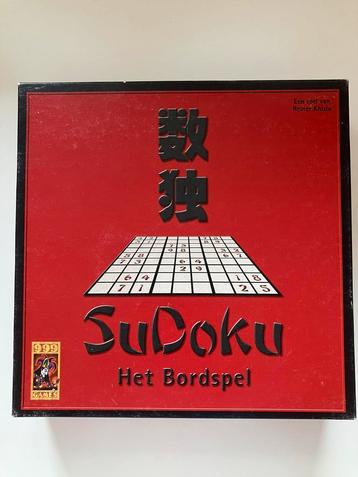 Een spel van
Reiner Knizia
数
独
SuDoku
Het Bordspel
999
GAMES